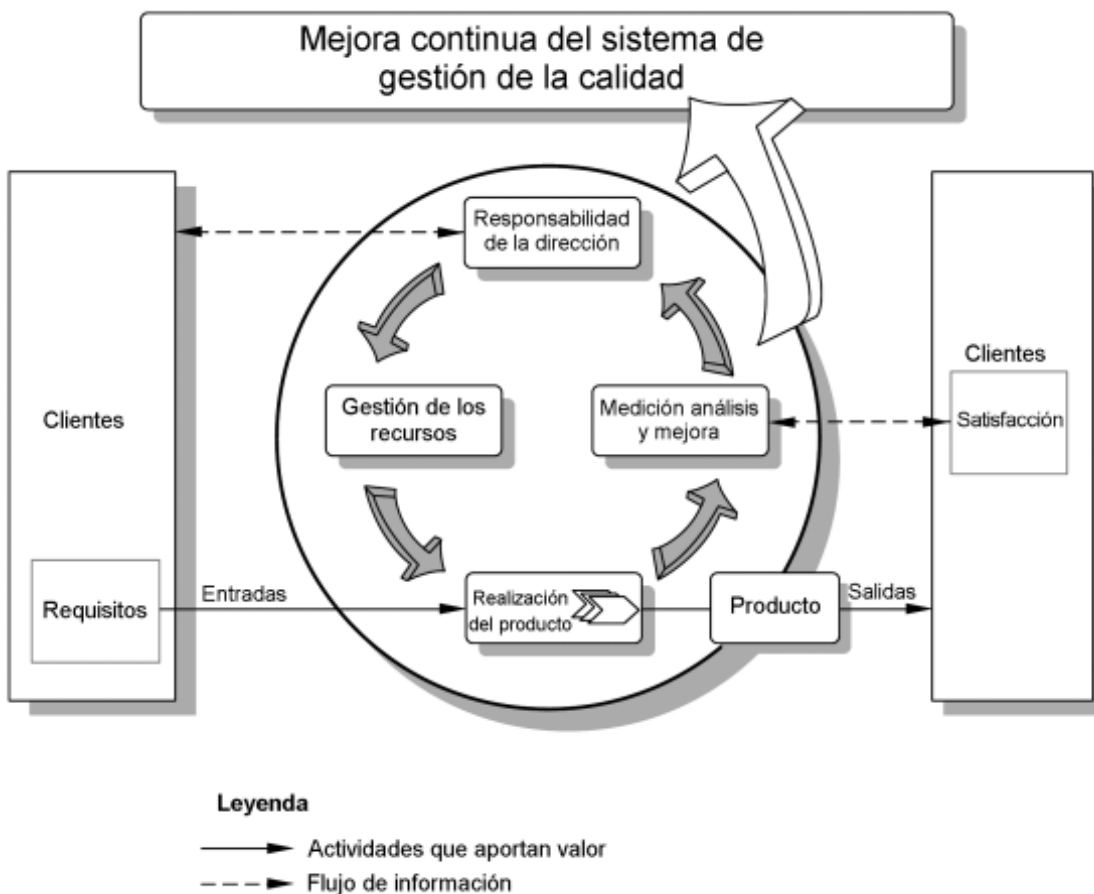 Mejora continua del sistema de
gestión de la calidad
Responsabilidad
de la dirección
Clientes
Gestión de los
recursos
Medición análisis
y mejora
Clientes
Satisfacción
Requisitos
Entradas
Realización
del producto
Producto
Salidas
Leyenda
Actividades que aportan valor
Flujo de información